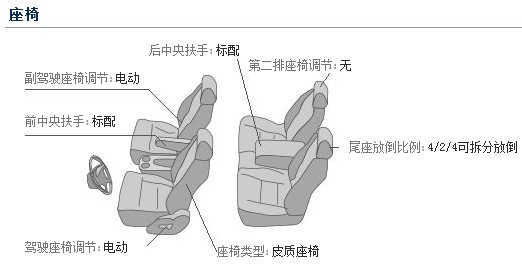 座椅
后中央扶手: 标配
第二排座椅调节: 无
副驾驶座椅调节: 电动
前中央扶手: 标配
尾座放倒比例: 4/2/4可拆分放倒
驾驶座椅调节: 电动
座椅类型: 皮质座椅